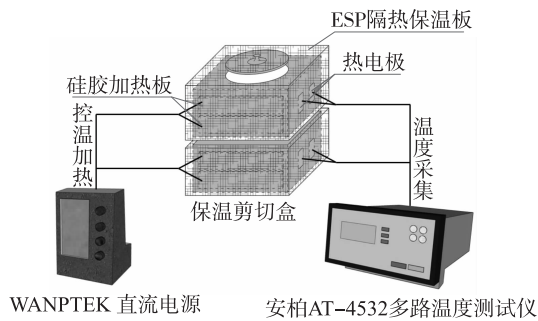 ESP隔热保温板
热电极
硅胶加热板
控温加热
温度采集
保温剪切盒
WANPTEK 直流电源
安柏AT-4532多路温度测试仪